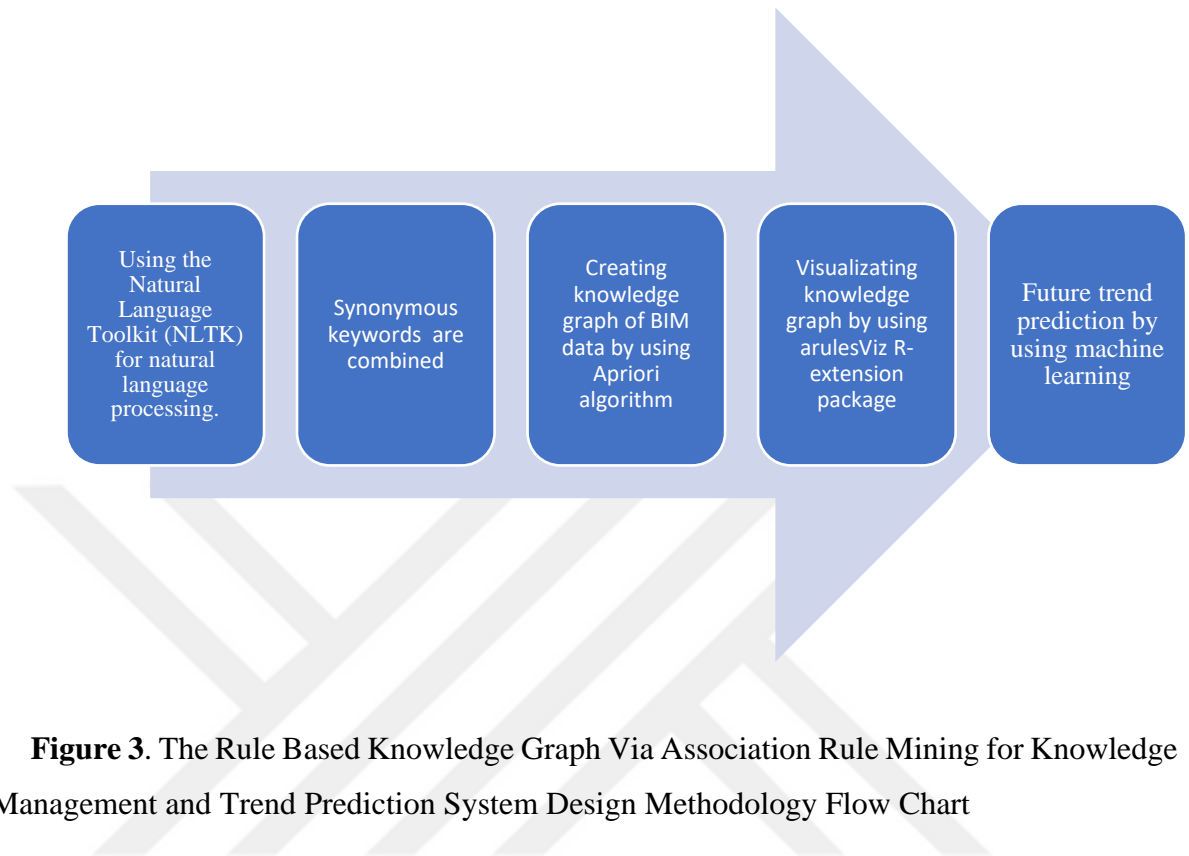 Using the
Natural
Language
Toolkit (NLTK)
for natural
language
processing.
Synonymous
keywords are
combined
Creating
knowledge
graph of BIM
data by using
Apriori
algorithm
Visualizating
knowledge
graph by using
arulesViz R-
extension
package
Future trend
prediction by
using machine
learning
Figure 3. The Rule Based Knowledge Graph Via Association Rule Mining for Knowledge
Management and Trend Prediction System Design Methodology Flow Chart